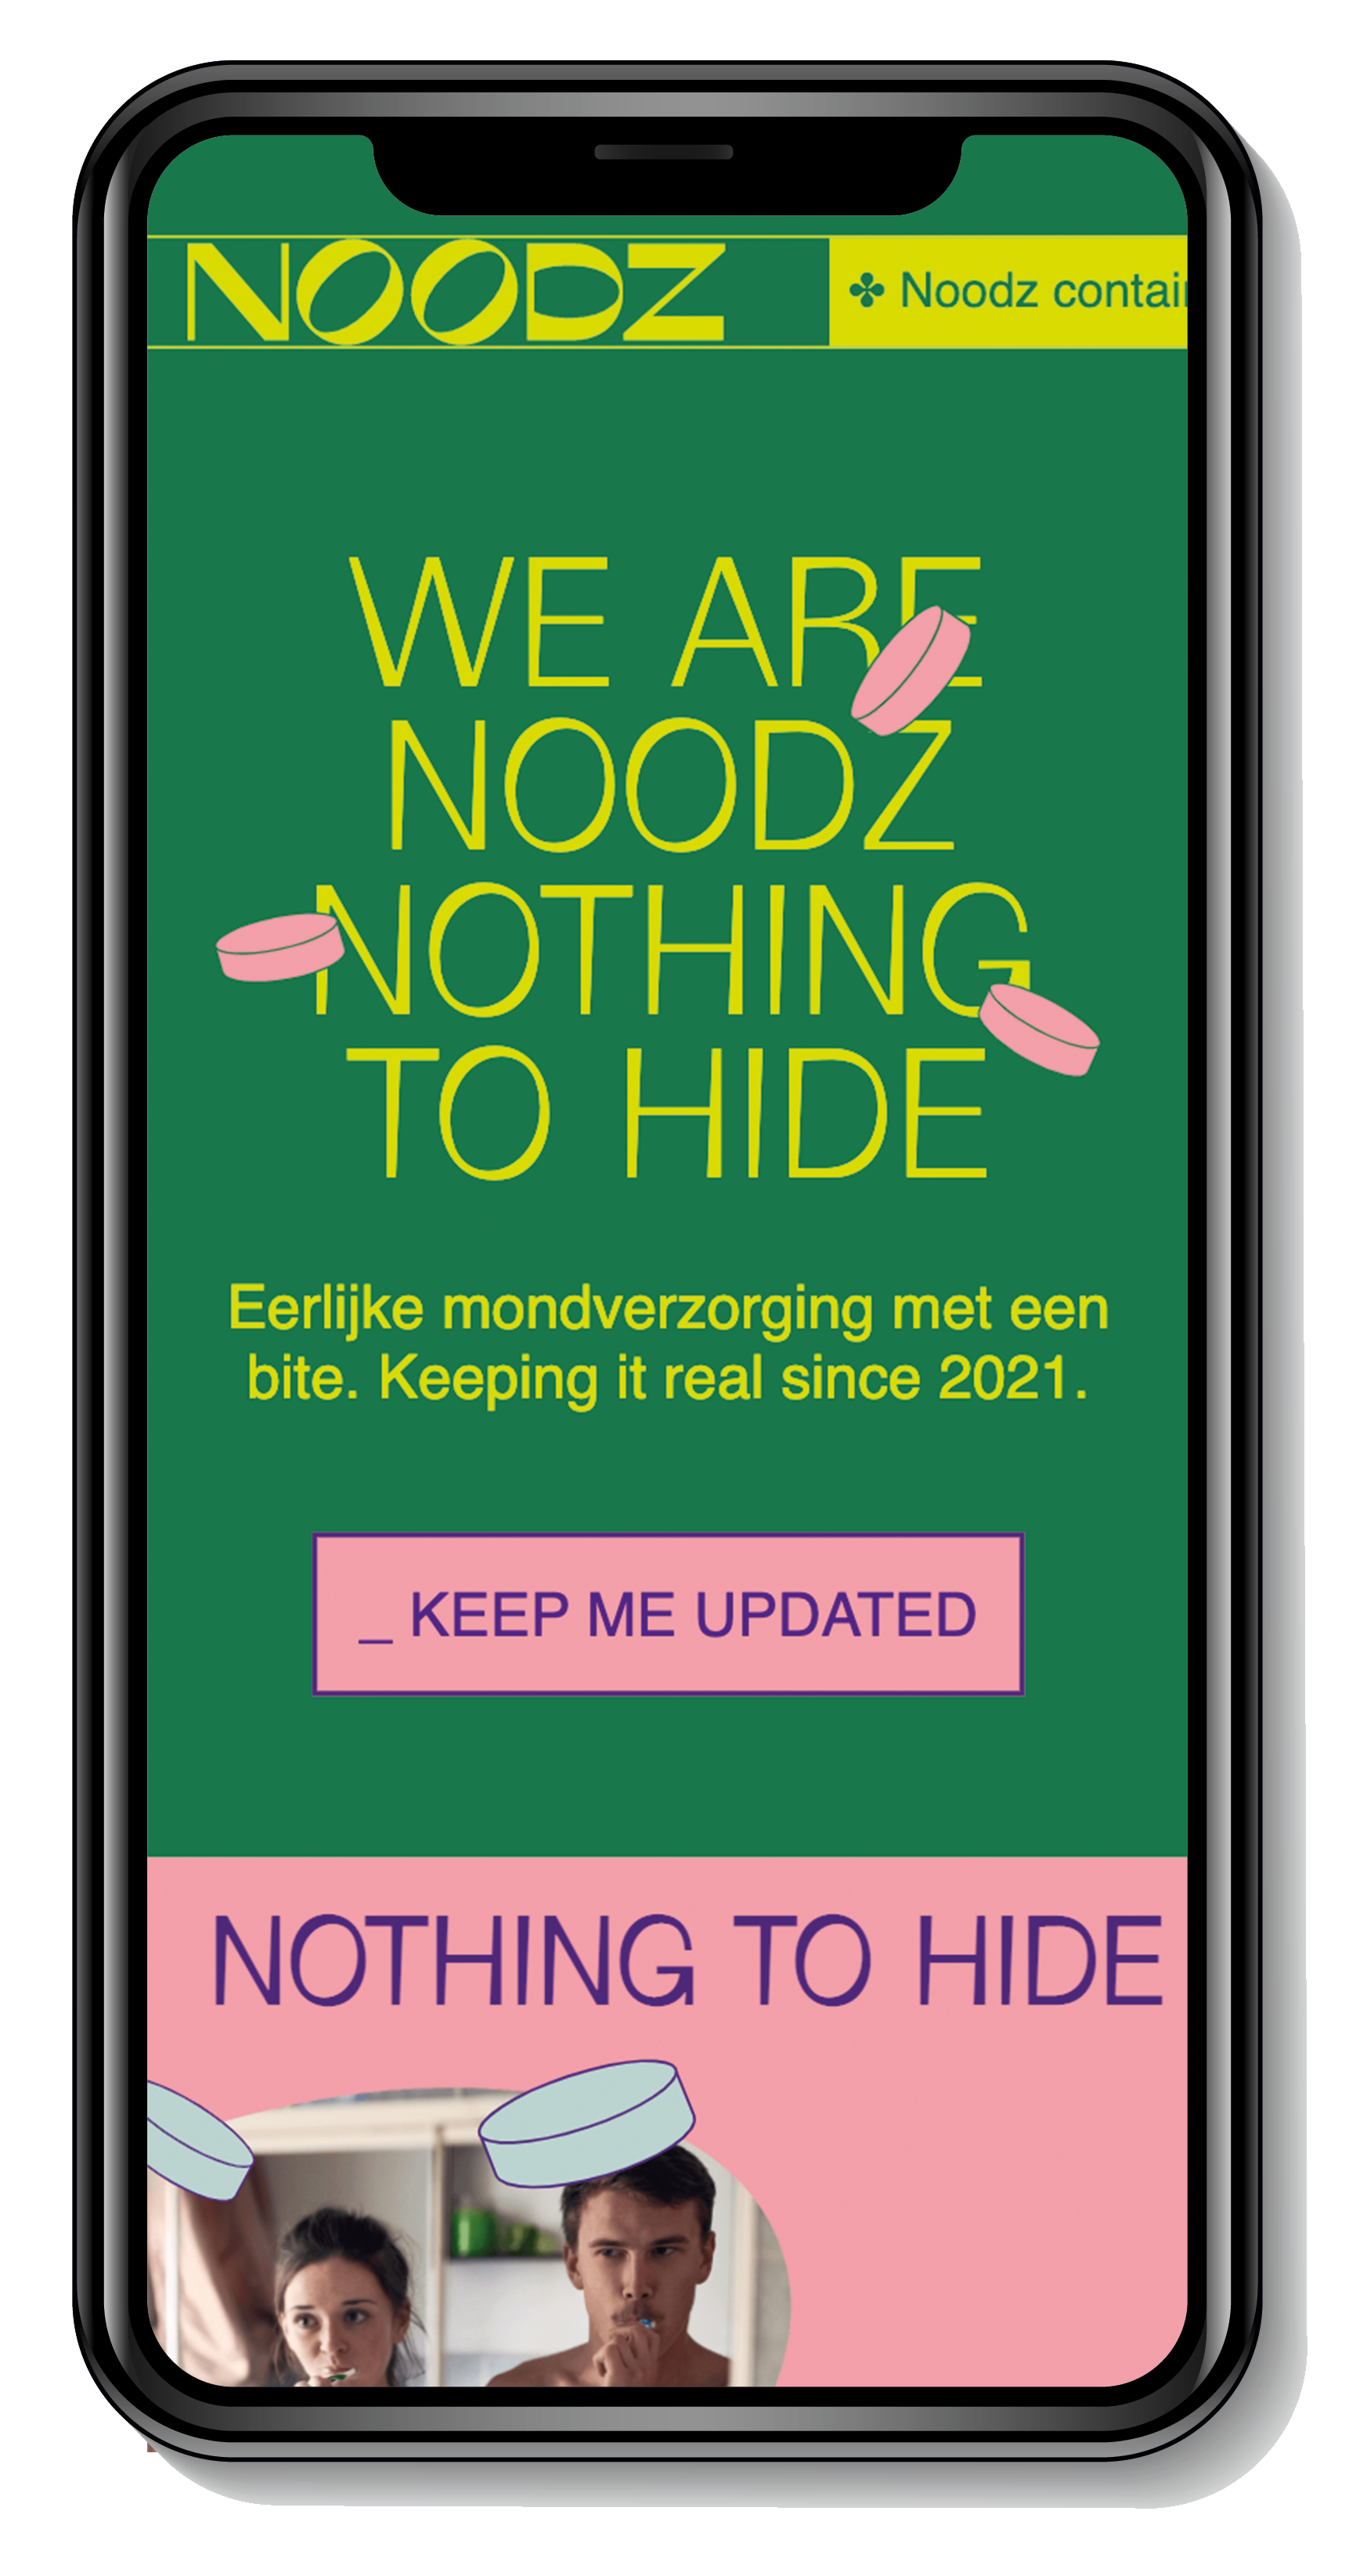 NOODZ
✤ Noodz contain
WE ARE
NOODZ
NOTHING
TO HIDE
Eerlijke mondverzorging met een
bite. Keeping it real since 2021.
_ KEEP ME UPDATED
NOTHING TO HIDE